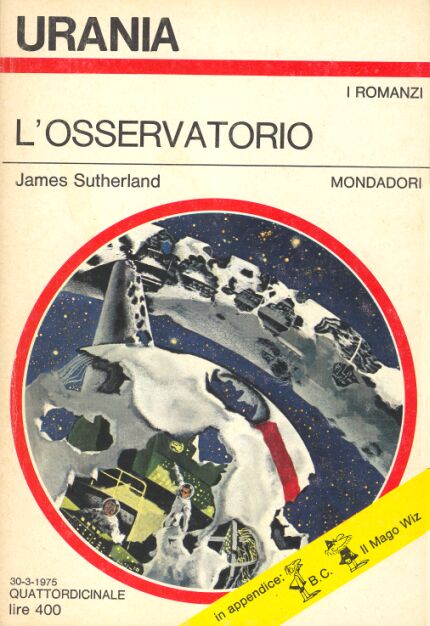 URANIA
I ROMANZI
L'OSSERVATORIO
James Sutherland
MONDADORI
30-3-1975
QUATTORDICINALE
lire 400
in appendice:
B.C.
Il Mago Wiz